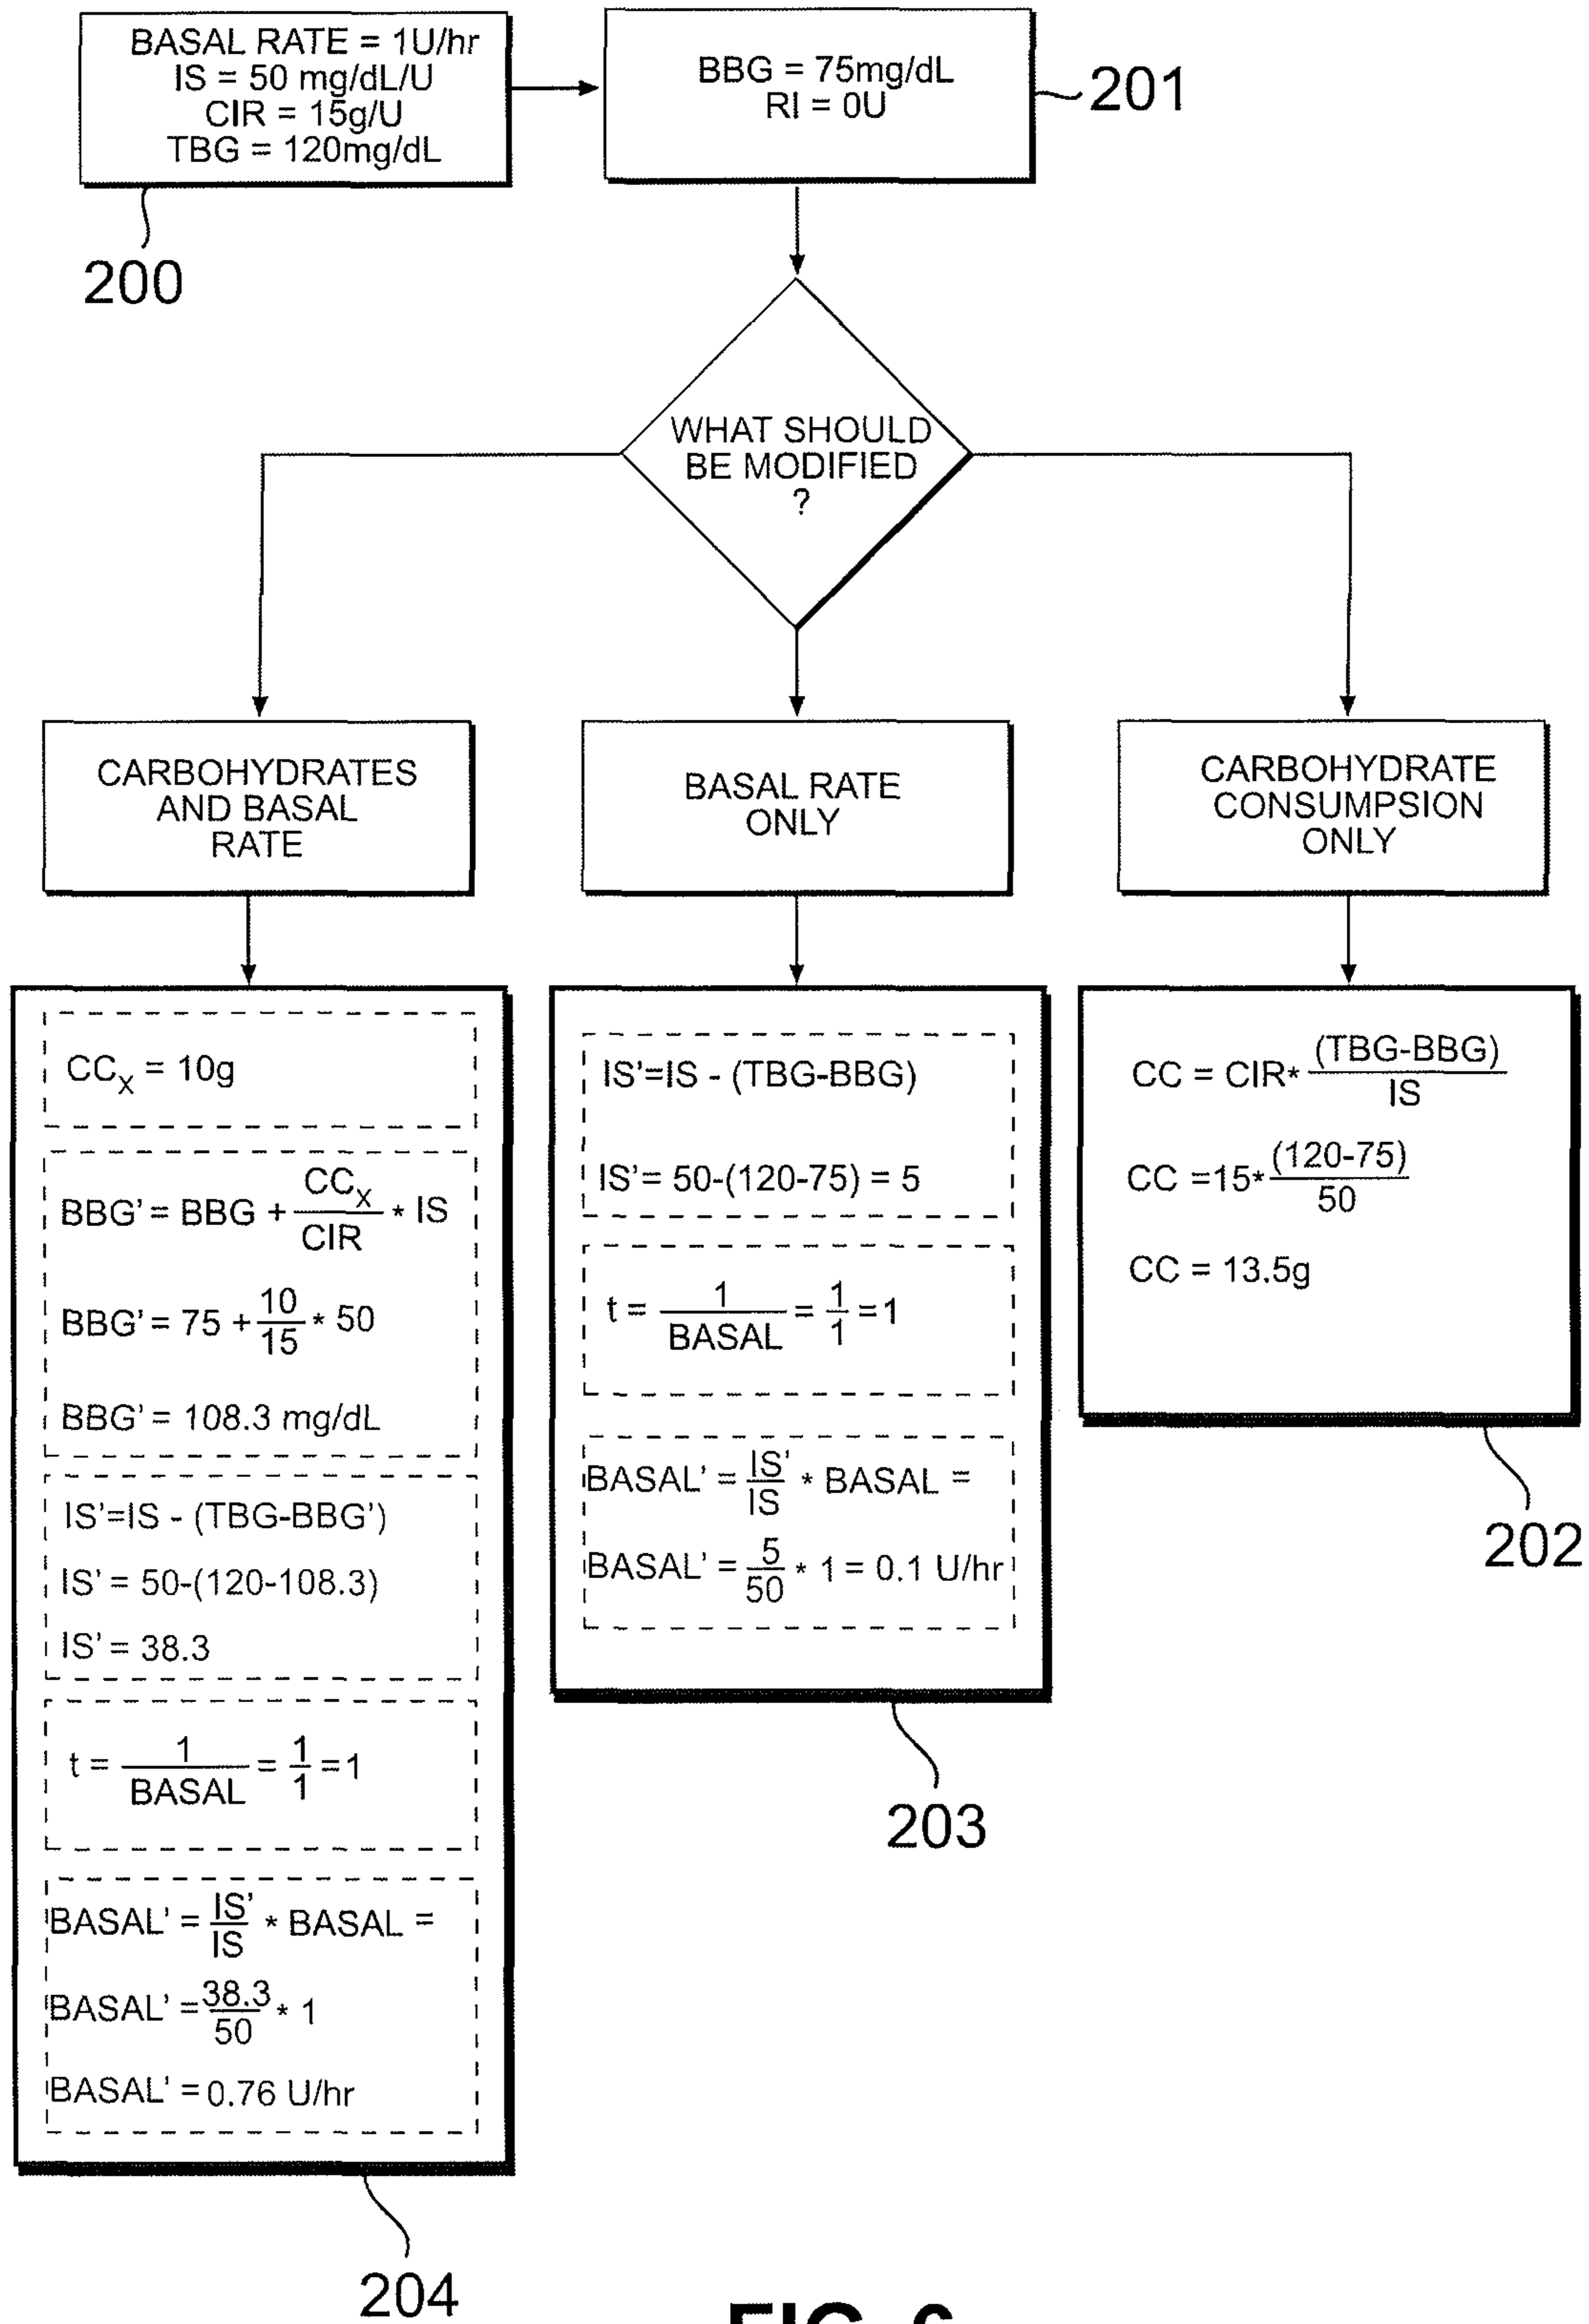 BASAL RATE = 1U/hr
IS = 50 mg/dL/U
CIR = 15g/U
TBG = 120mg/dL
200
BBG = 75mg/dL
RI = 0U
201
WHAT SHOULD
BE MODIFIED
?
CARBOHYDRATES
AND BASAL
RATE
BASAL RATE
ONLY
CARBOHYDRATE
CONSUMPSION
ONLY
CCX = 10g
BBG' = BBG + CCX/CIR * IS
BBG' = 75 + 10/15 * 50
BBG' = 108.3 mg/dL
IS'=IS - (TBG-BBG')
IS' = 50-(120-108.3)
IS' = 38.3
t = 1/BASAL = 1/1 =1
BASAL' = IS'/IS * BASAL =
BASAL' = 38.3/50 * 1
BASAL' = 0.76 U/hr
204
IS'=IS - (TBG-BBG)
IS'= 50-(120-75) = 5
t = 1/BASAL = 1/1 =1
BASAL' = IS'/IS * BASAL =
BASAL' = 5/50 * 1 = 0.1 U/hr
203
CC = CIR* (TBG-BBG)/IS
CC =15* (120-75)/50
CC = 13.5g
202